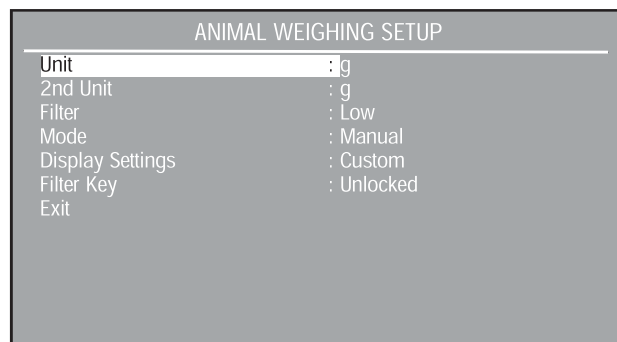 ANIMAL WEIGHING SETUP
Unit : g
2nd Unit : g
Filter : Low
Mode : Manual
Display Settings : Custom
Filter Key : Unlocked
Exit